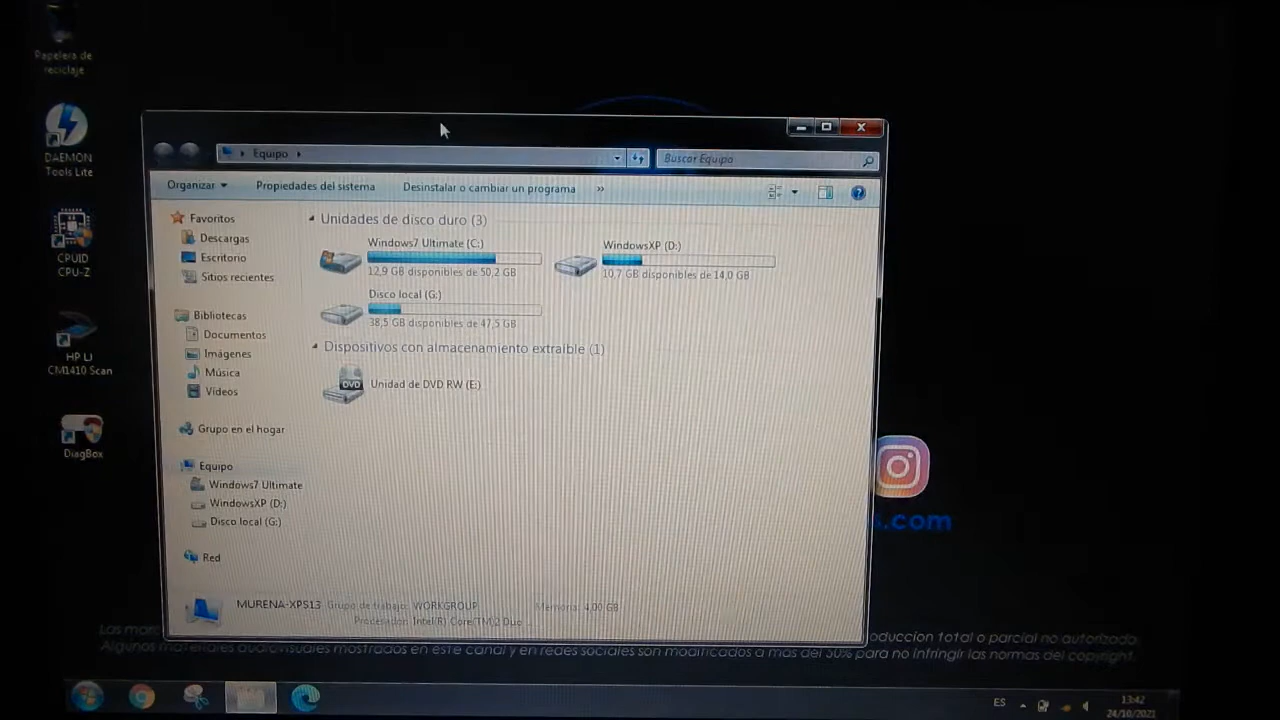 Papelera de
reciclaje
DAEMON
Tools Lite
CPUID
CPU-Z
HP LJ
CM1410 Scan
DiagBox
Equipo
Buscar Equipo
Organizar
Propiedades del sistema
Desinstalar o cambiar un programa
»
Favoritos
Descargas
Escritorio
Sitios recientes
Bibliotecas
Documentos
Imágenes
Música
Vídeos
Grupo en el hogar
Equipo
Windows7 Ultimate
WindowsXP (D:)
Disco local (G:)
Red
Unidades de disco duro (3)
Windows7 Ultimate (C:)
12,9 GB disponibles de 50,2 GB
WindowsXP (D:)
10,7 GB disponibles de 14,0 GB
Disco local (G:)
38,5 GB disponibles de 47,5 GB
Dispositivos con almacenamiento extraíble (1)
DVD
Unidad de DVD RW (E:)
MURENA-XPS13 Grupo de trabajo: WORKGROUP Memoria: 4,00 GB
Procesador: Intel(R) Core(TM)2 Duo
s.com
Las mar
roduccion total o parcial no autorizada.
Algunos materiales audiovisuales mostrados en este canal y en redes sociales son modificados a mas del 50% para no infringir las normas del copyright.
ES
13:42
24/10/2021